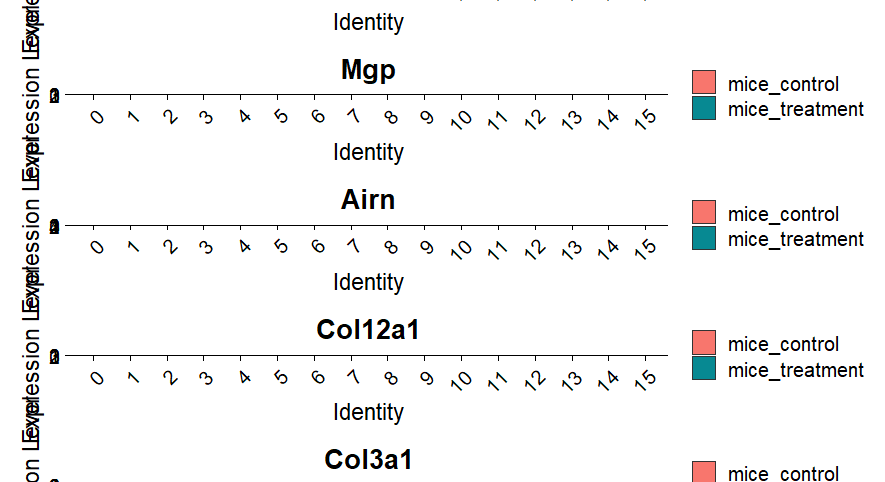 Identity
Mgp
mice_control
mice_treatment
0 1 2 3 4 5 6 7 8 9 10 11 12 13 14 15
Expression Level
Identity
Airn
mice_control
mice_treatment
0 1 2 3 4 5 6 7 8 9 10 11 12 13 14 15
Expression Level
Identity
Col12a1
mice_control
mice_treatment
0 1 2 3 4 5 6 7 8 9 10 11 12 13 14 15
Expression Level
Identity
Col3a1
mice_control